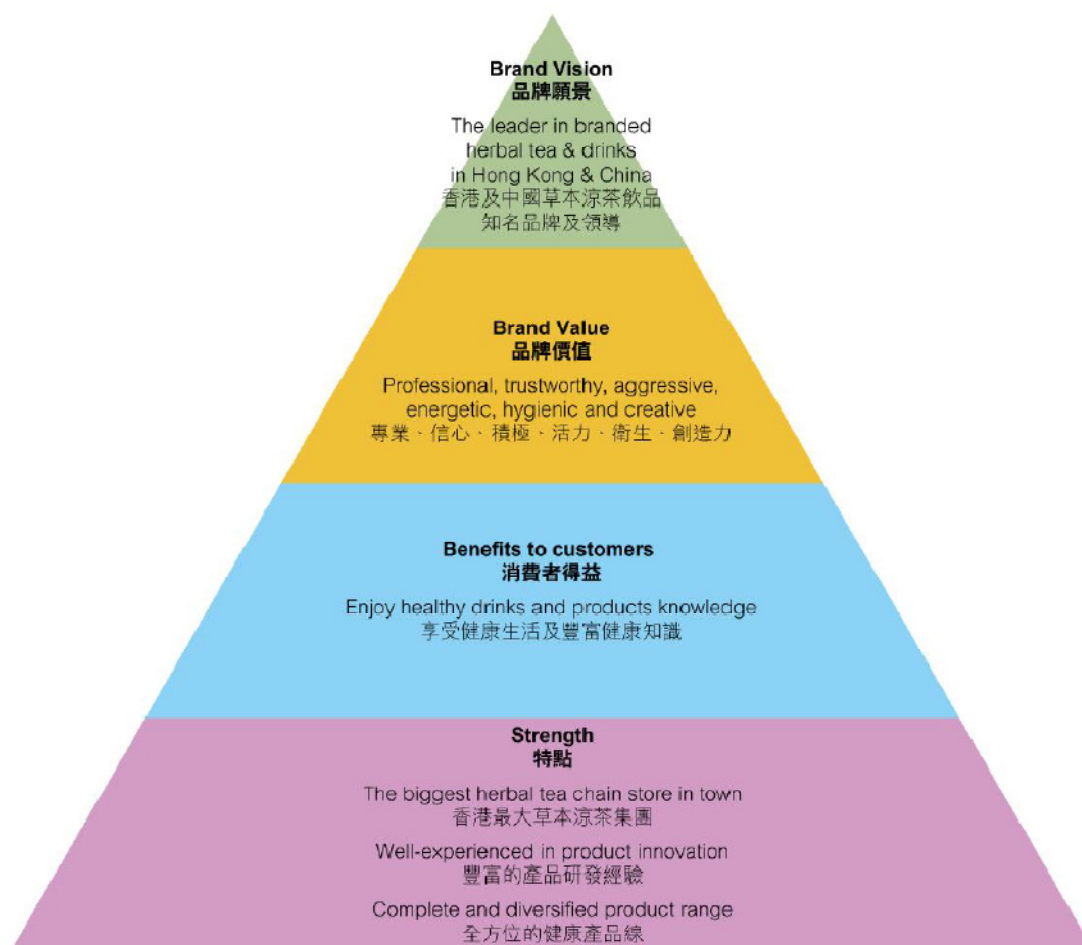 Brand Vision
品牌願景
The leader in branded
herbal tea & drinks
in Hong Kong & China
香港及中國草本涼茶飲品
知名品牌及領導
Brand Value
品牌價值
Professional, trustworthy, aggressive,
energetic, hygienic and creative
專業、信心、積極、活力、衛生、創造力
Benefits to customers
消費者得益
Enjoy healthy drinks and products knowledge
享受健康生活及豐富健康知識
Strength
特點
The biggest herbal tea chain store in town
香港最大草本涼茶集團
Well-experienced in product innovation
豐富的產品研發經驗
Complete and diversified product range
全方位的健康產品線